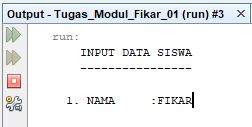 Output - Tugas_Modul_Fikar_01 (run) #3
run:
INPUT DATA SISWA
----------------
1. NAMA      :FIKAR